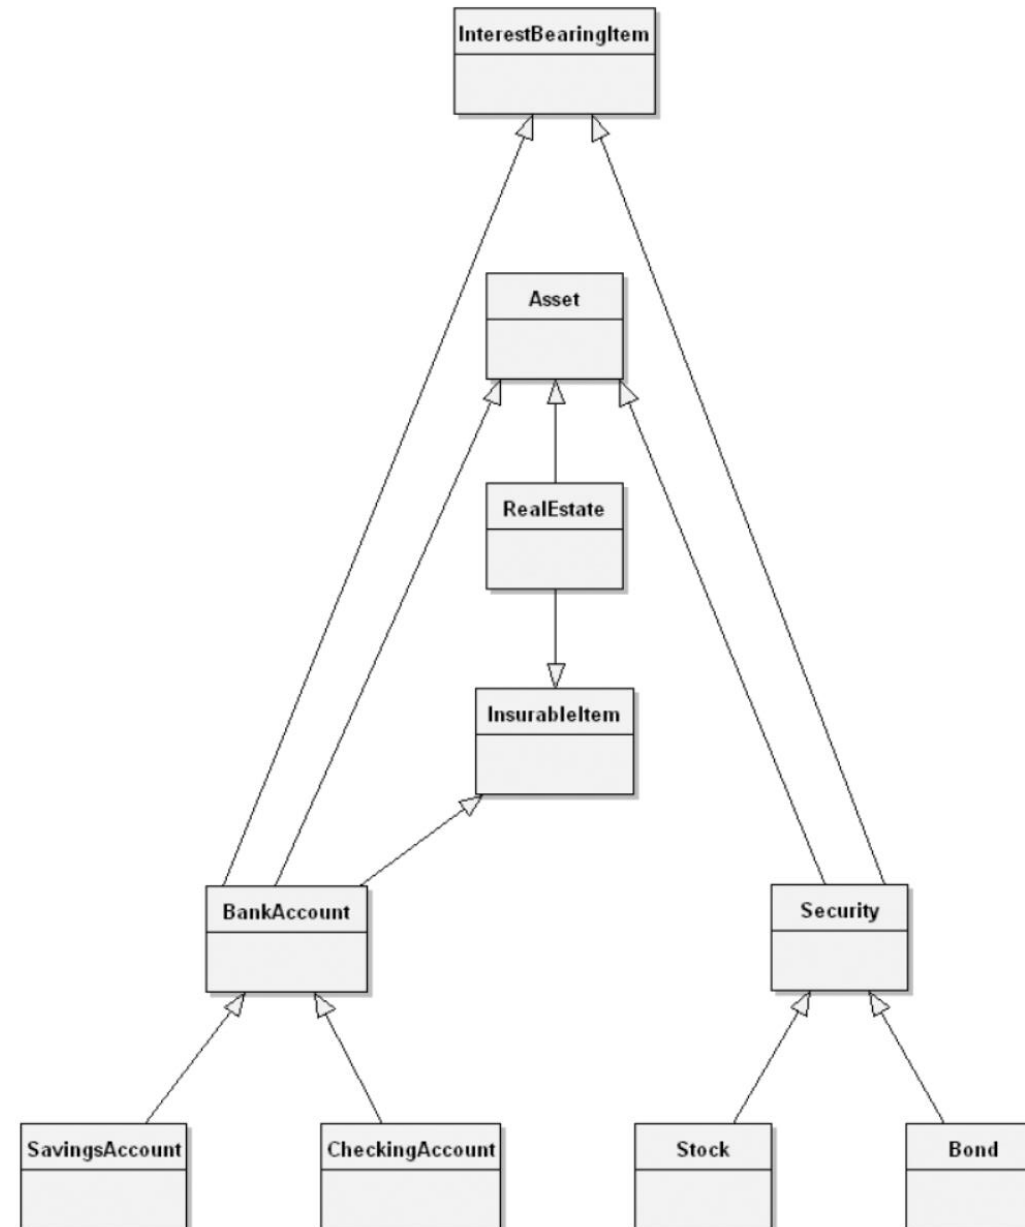 InterestBearingItem
Asset
RealEstate
InsurableItem
BankAccount
Security
SavingsAccount
CheckingAccount
Stock
Bond